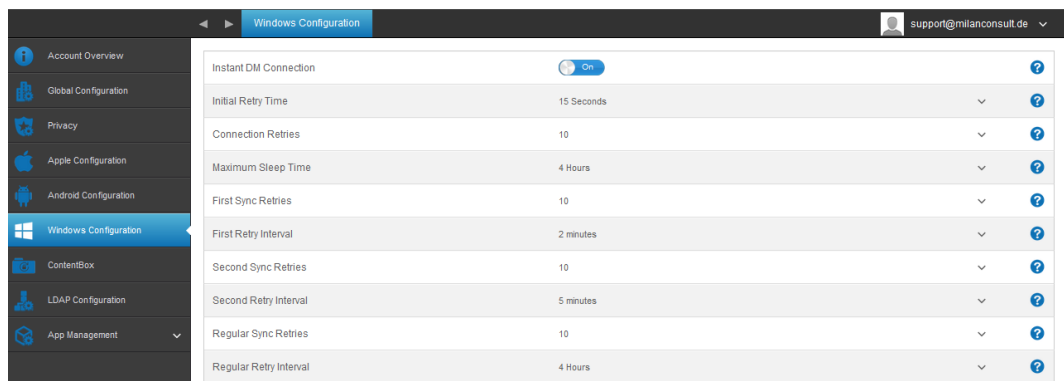 Windows Configuration
support@milanconsult.de
Account Overview
Global Configuration
Privacy
Apple Configuration
Android Configuration
Windows Configuration
ContentBox
LDAP Configuration
App Management
Instant DM Connection On
Initial Retry Time 15 Seconds
Connection Retries 10
Maximum Sleep Time 4 Hours
First Sync Retries 10
First Retry Interval 2 minutes
Second Sync Retries 10
Second Retry Interval 5 minutes
Regular Sync Retries 10
Regular Retry Interval 4 Hours